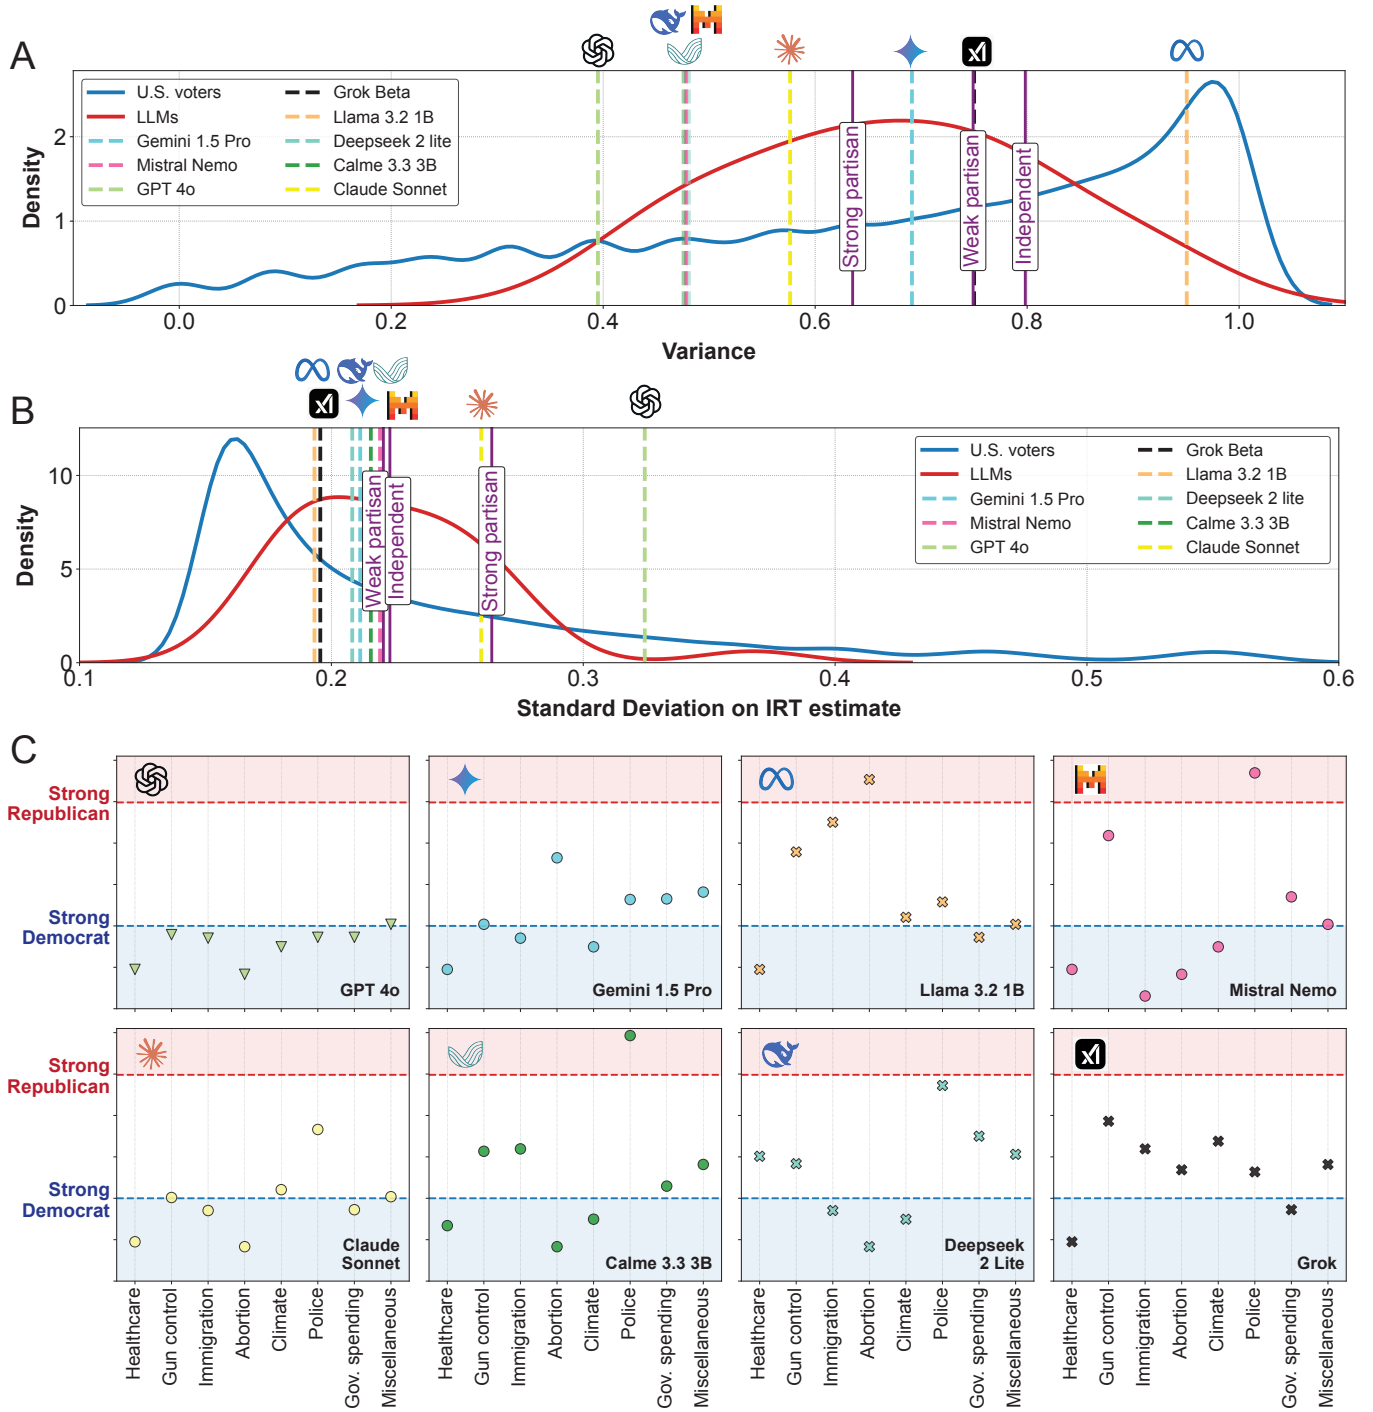 A
U.S. voters
LLMs
Gemini 1.5 Pro
Mistral Nemo
GPT 4o
Grok Beta
Llama 3.2 1B
Deepseek 2 lite
Calme 3.3 3B
Claude Sonnet
Strong partisan
Weak partisan
Independent
Density
2
1
0
0.0
0.2
0.4
0.6
0.8
1.0
Variance
B
U.S. voters
LLMs
Gemini 1.5 Pro
Mistral Nemo
GPT 4o
Grok Beta
Llama 3.2 1B
Deepseek 2 lite
Calme 3.3 3B
Claude Sonnet
Weak partisan
Independent
Strong partisan
Density
10
5
0
0.1
0.2
0.3
0.4
0.5
0.6
Standard Deviation on IRT estimate
C
Strong
Republican
Strong
Democrat
GPT 4o
Gemini 1.5 Pro
Llama 3.2 1B
Mistral Nemo
Strong
Republican
Strong
Democrat
Claude
Sonnet
Calme 3.3 3B
Deepseek
2 Lite
Grok
Healthcare
Gun control
Immigration
Abortion
Climate
Police
Gov. spending
Miscellaneous
Healthcare
Gun control
Immigration
Abortion
Climate
Police
Gov. spending
Miscellaneous
Healthcare
Gun control
Immigration
Abortion
Climate
Police
Gov. spending
Miscellaneous
Healthcare
Gun control
Immigration
Abortion
Climate
Police
Gov. spending
Miscellaneous